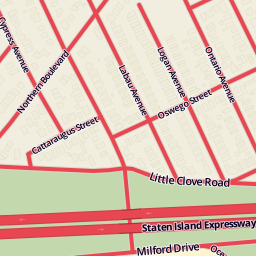 Cypress Avenue
Northern Boulevard
Labau Avenue
Logan Avenue
Ontario Avenue
Oswego Street
Cattaraugus Street
Little Clove Road
Staten Island Expressway
Milford Drive
Oce